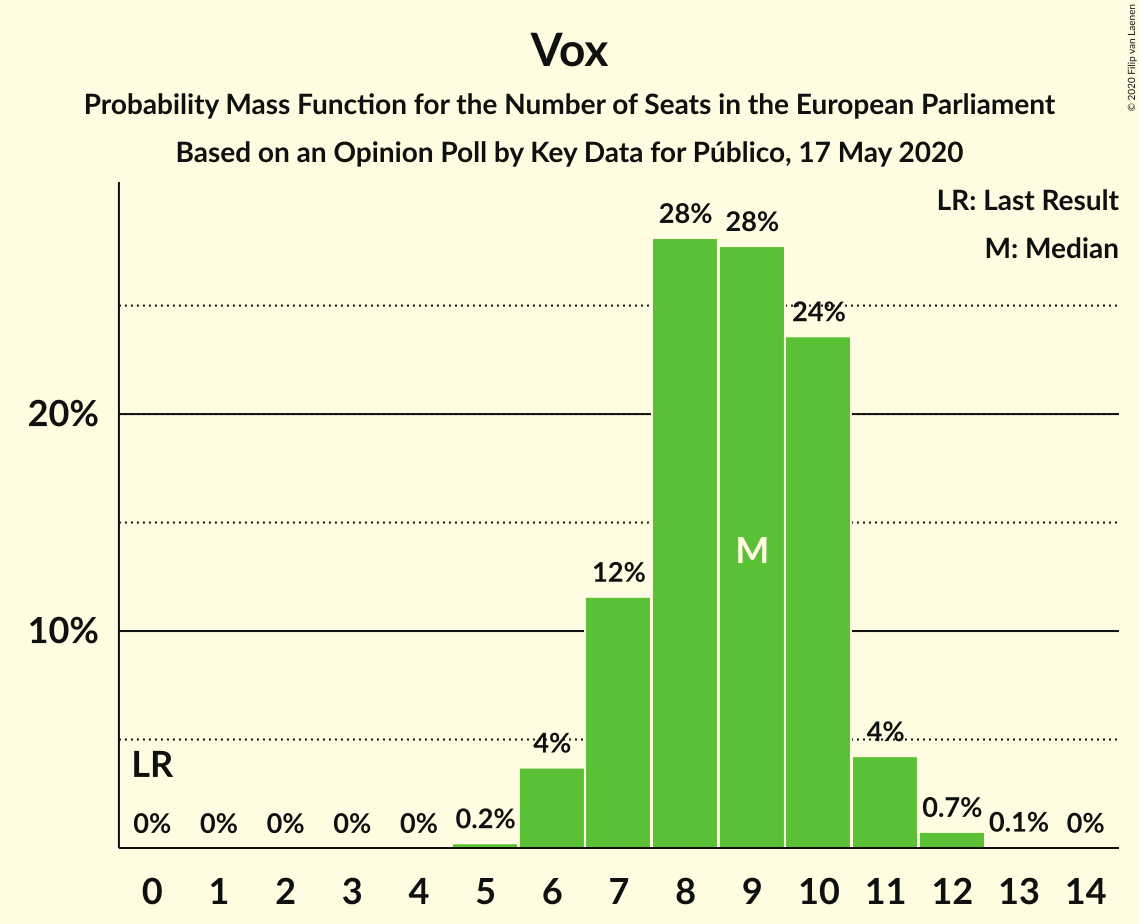 Vox
Probability Mass Function for the Number of Seats in the European Parliament
Based on an Opinion Poll by Key Data for Público, 17 May 2020
© 2020 Filip van Laenen
LR: Last Result
M: Median
28%
28%
24%
20%
M
12%
10%
4%
4%
LR
0%
0%
0%
0%
0%
0.2%
0.7%
0.1%
0%
0 1 2 3 4 5 6 7 8 9 10 11 12 13 14